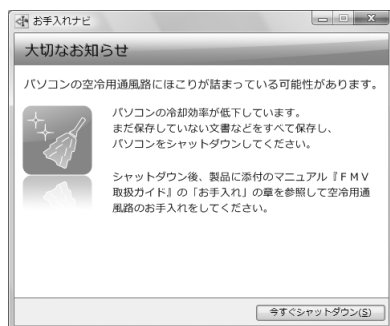 お手入れナビ
大切なお知らせ
パソコンの空冷用通風路にほこりが詰まっている可能性があります。
パソコンの冷却効率が低下しています。
まだ保存していない文書などをすべて保存し、
パソコンをシャットダウンしてください。
シャットダウン後、製品に添付のマニュアル『ＦＭＶ
取扱ガイド』の「お手入れ」の章を参照して空冷用通
風路のお手入れをしてください。
今すぐシャットダウン(S)